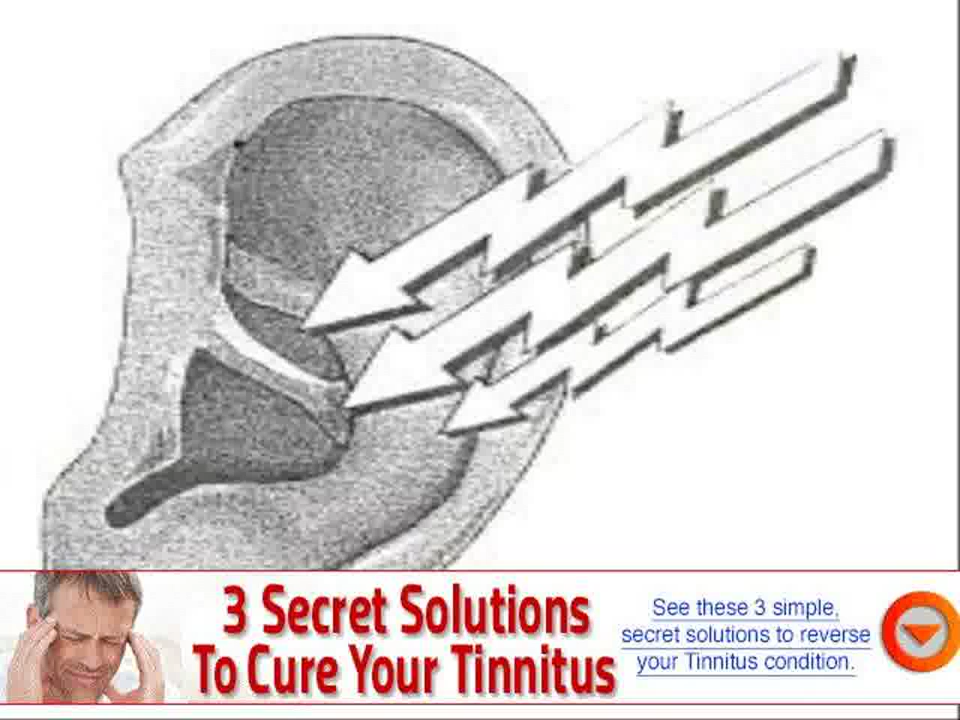 3 Secret Solutions
To Cure Your Tinnitus
See these 3 simple,
secret solutions to reverse
your Tinnitus condition.